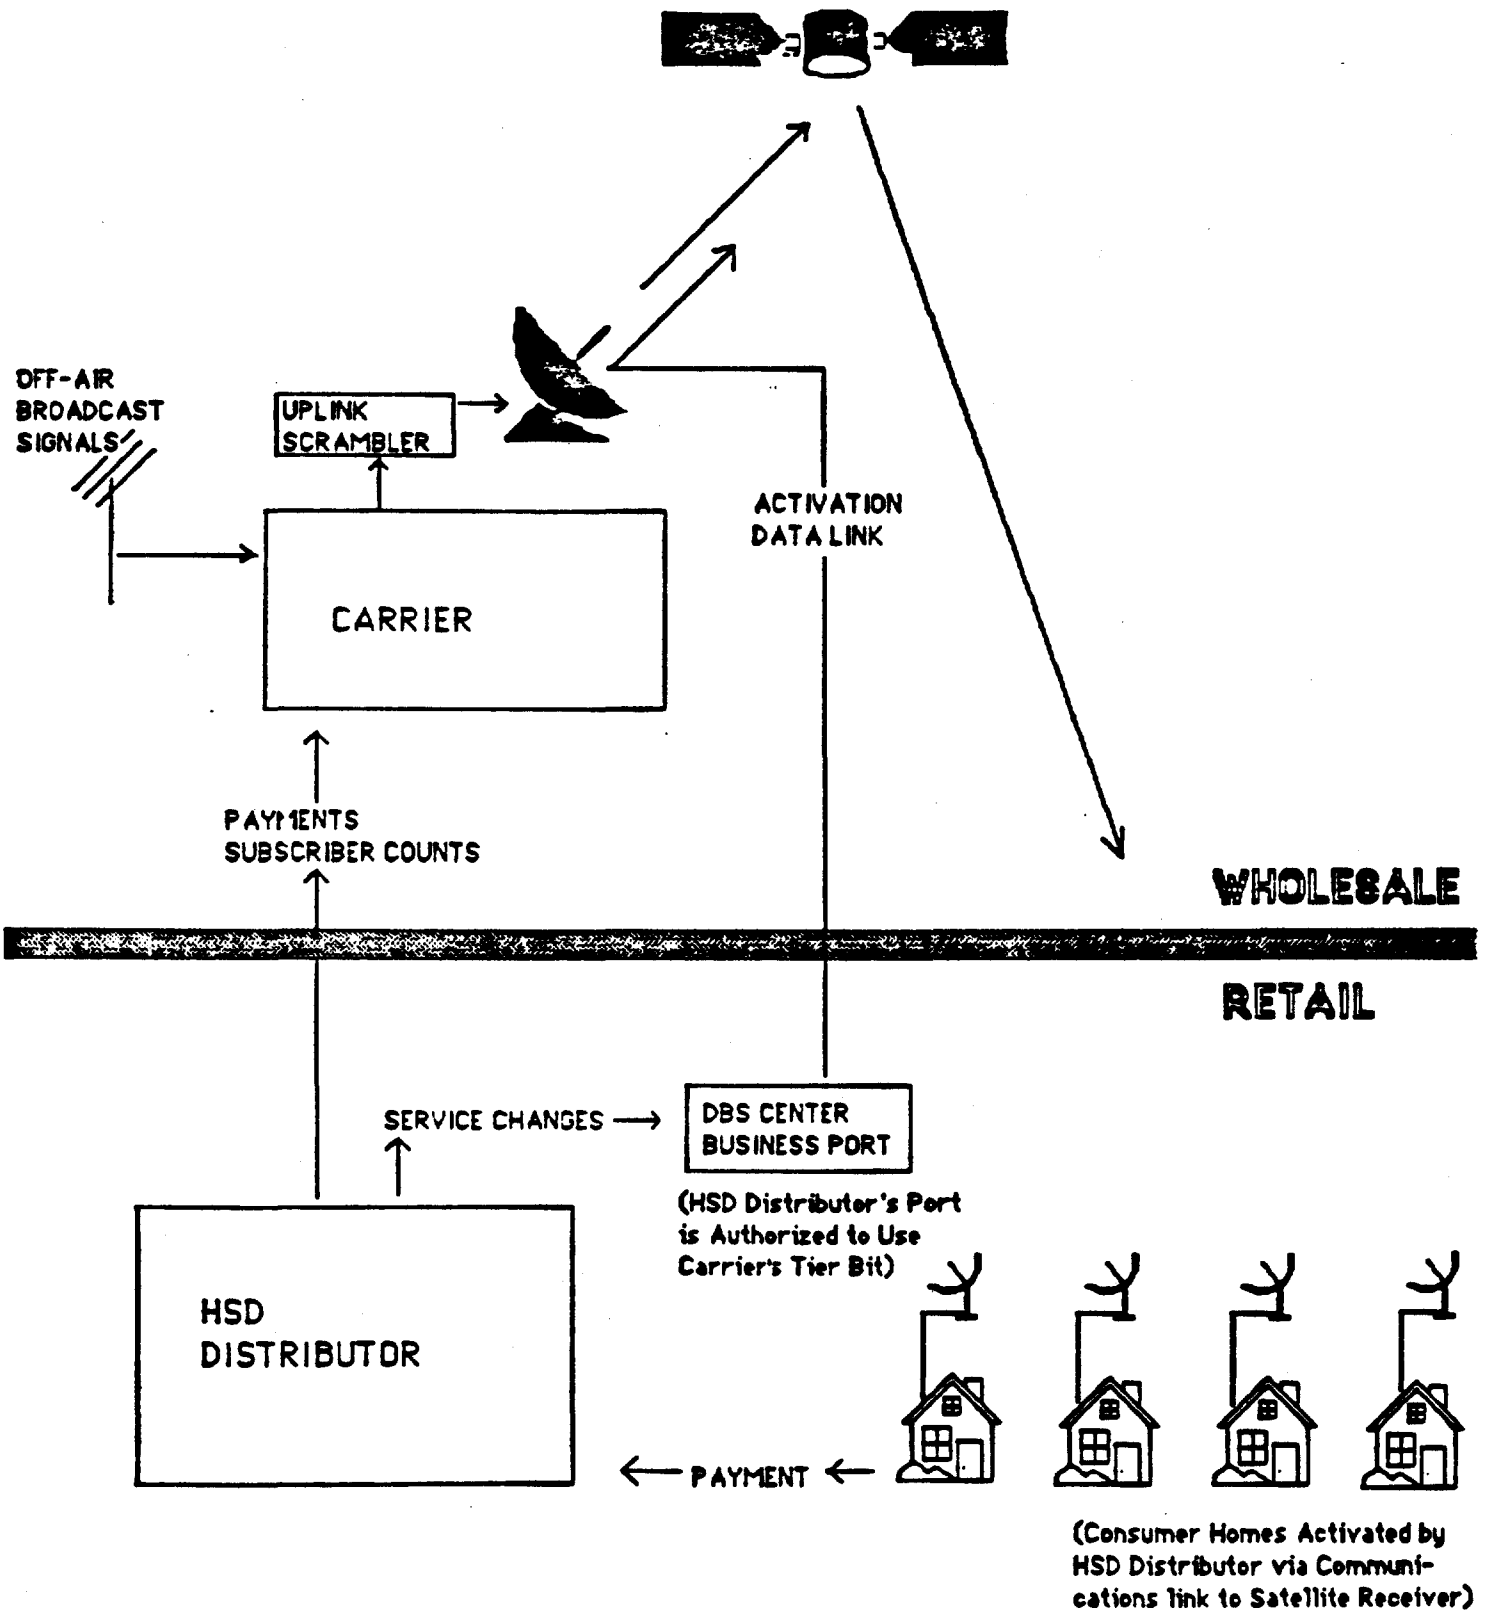 OFF-AIR
BROADCAST
SIGNALS
UPLINK
SCRAMBLER
ACTIVATION
DATA LINK
CARRIER
PAYMENTS
SUBSCRIBER COUNTS
WHOLESALE
RETAIL
SERVICE CHANGES
DBS CENTER
BUSINESS PORT
(HSD Distributor's Port
is Authorized to Use
Carrier's Tier Bit)
HSD
DISTRIBUTOR
PAYMENT
(Consumer Homes Activated by
HSD Distributor via Communi-
cations link to Satellite Receiver)